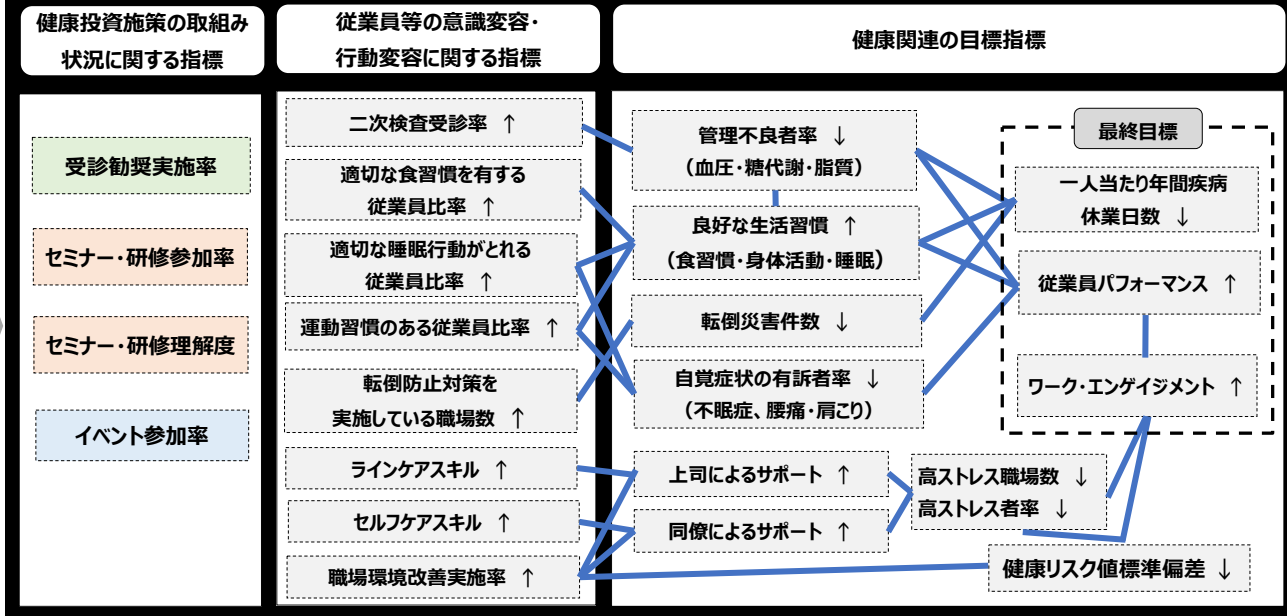 健康投資施策の取組み
状況に関する指標
従業員等の意識変容・
行動変容に関する指標
健康関連の目標指標
受診勧奨実施率
セミナー・研修参加率
セミナー・研修理解度
イベント参加率
二次検査受診率 ↑
適切な食習慣を有する
従業員比率 ↑
適切な睡眠行動がとれる
従業員比率 ↑
運動習慣のある従業員比率 ↑
転倒防止対策を
実施している職場数 ↑
ラインケアスキル ↑
セルフケアスキル ↑
職場環境改善実施率 ↑
管理不良者率 ↓
（血圧・糖代謝・脂質）
良好な生活習慣 ↑
（食習慣・身体活動・睡眠）
転倒災害件数 ↓
自覚症状の有訴者率 ↓
（不眠症、腰痛・肩こり）
上司によるサポート ↑
同僚によるサポート ↑
高ストレス職場数 ↓
高ストレス者率 ↓
健康リスク値標準偏差 ↓
最終目標
一人当たり年間疾病
休業日数 ↓
従業員パフォーマンス ↑
ワーク・エンゲイジメント ↑